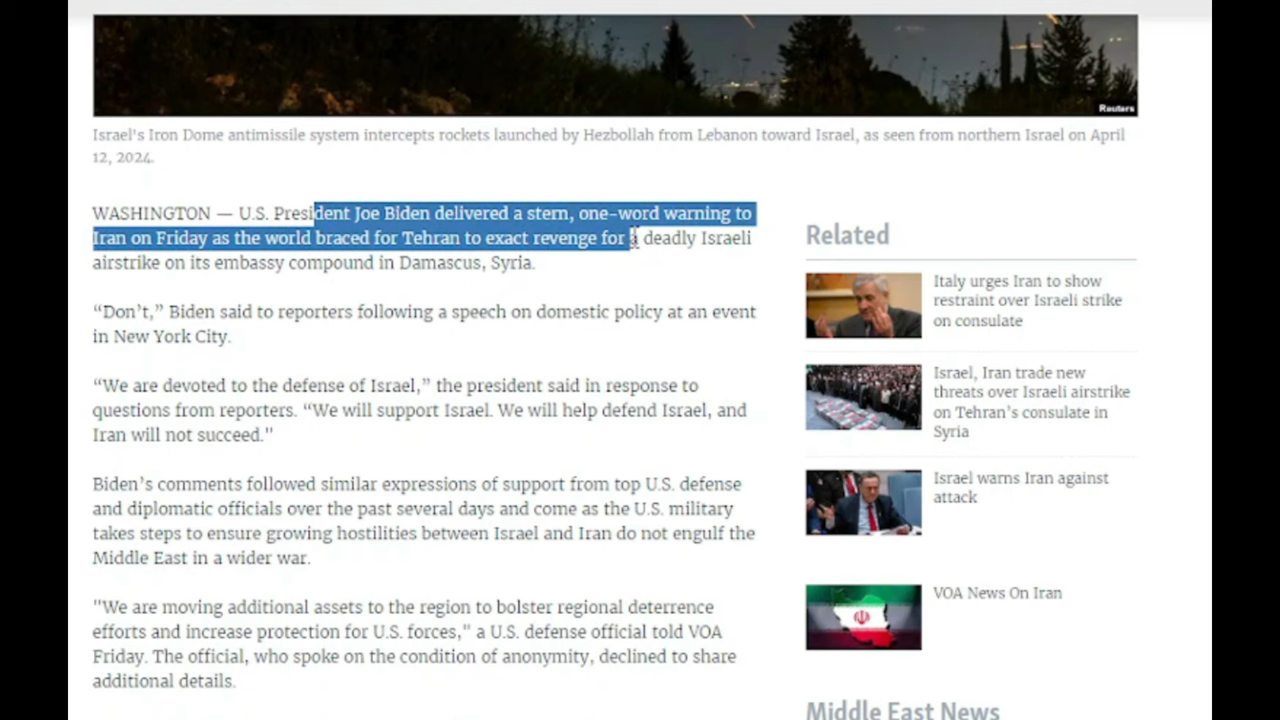 Reuters
Israel's Iron Dome antimissile system intercepts rockets launched by Hezbollah from Lebanon toward Israel, as seen from northern Israel on April
12, 2024.
WASHINGTON — U.S. President Joe Biden delivered a stern, one-word warning to
Iran on Friday as the world braced for Tehran to exact revenge for a deadly Israeli
airstrike on its embassy compound in Damascus, Syria.
“Don’t,” Biden said to reporters following a speech on domestic policy at an event
in New York City.
“We are devoted to the defense of Israel,” the president said in response to
questions from reporters. “We will support Israel. We will help defend Israel, and
Iran will not succeed."
Biden’s comments followed similar expressions of support from top U.S. defense
and diplomatic officials over the past several days and come as the U.S. military
takes steps to ensure growing hostilities between Israel and Iran do not engulf the
Middle East in a wider war.
"We are moving additional assets to the region to bolster regional deterrence
efforts and increase protection for U.S. forces," a U.S. defense official told VOA
Friday. The official, who spoke on the condition of anonymity, declined to share
additional details.
Related
Italy urges Iran to show
restraint over Israeli strike
on consulate
Israel, Iran trade new
threats over Israeli airstrike
on Tehran’s consulate in
Syria
Israel warns Iran against
attack
VOA News On Iran
Middle East News